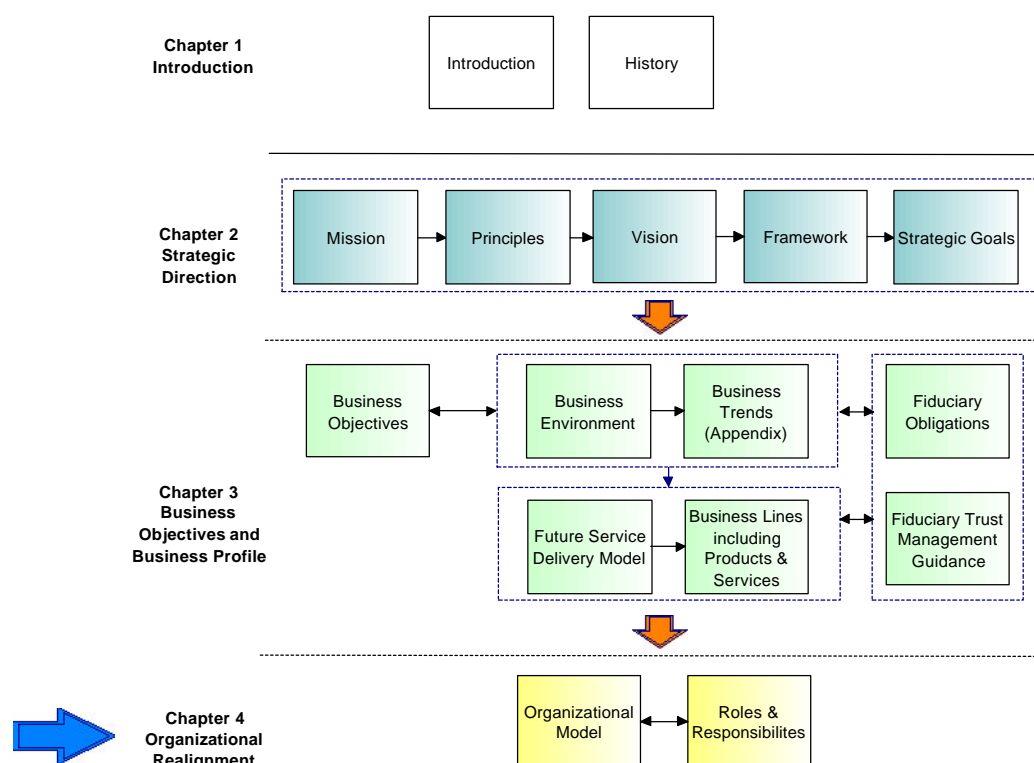 Chapter 1
Introduction
Introduction
History
Chapter 2
Strategic
Direction
Mission
Principles
Vision
Framework
Strategic Goals
Chapter 3
Business
Objectives and
Business Profile
Business
Objectives
Business
Environment
Business
Trends
(Appendix)
Fiduciary
Obligations
Future Service
Delivery Model
Business Lines
including
Products &
Services
Fiduciary Trust
Management
Guidance
Chapter 4
Organizational
Realignment
Organizational
Model
Roles &
Responsibilites